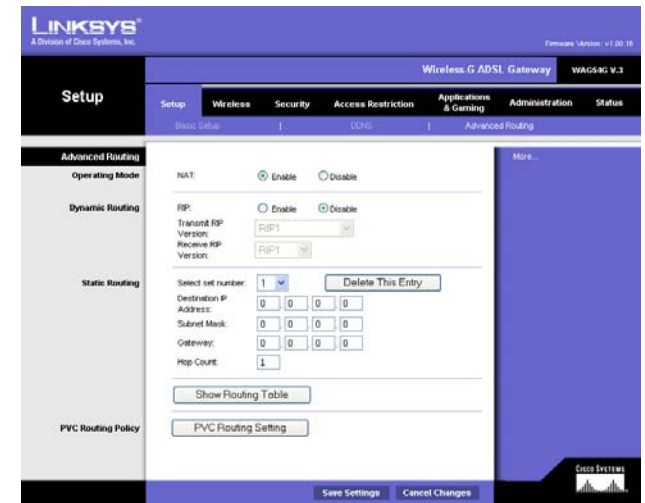 LINKSYS®
A Division of Cisco Systems, Inc.
Firmware Version: v1.00.16
Wireless-G ADSL Gateway WAG54G V.3
Setup
Setup Wireless Security Access Restriction Applications & Gaming Administration Status
Basic Setup | DDNS | Advanced Routing
Advanced Routing
More...
Operating Mode NAT: Enable Disable
Dynamic Routing RIP: Enable Disable
Transmit RIP Version: RIP1
Receive RIP Version: RIP1
Static Routing Select set number: 1 Delete This Entry
Destination IP Address: 0 . 0 . 0 . 0
Subnet Mask: 0 . 0 . 0 . 0
Gateway: 0 . 0 . 0 . 0
Hop Count: 1
Show Routing Table
PVC Routing Policy PVC Routing Setting
Save Settings Cancel Changes
CISCO SYSTEMS